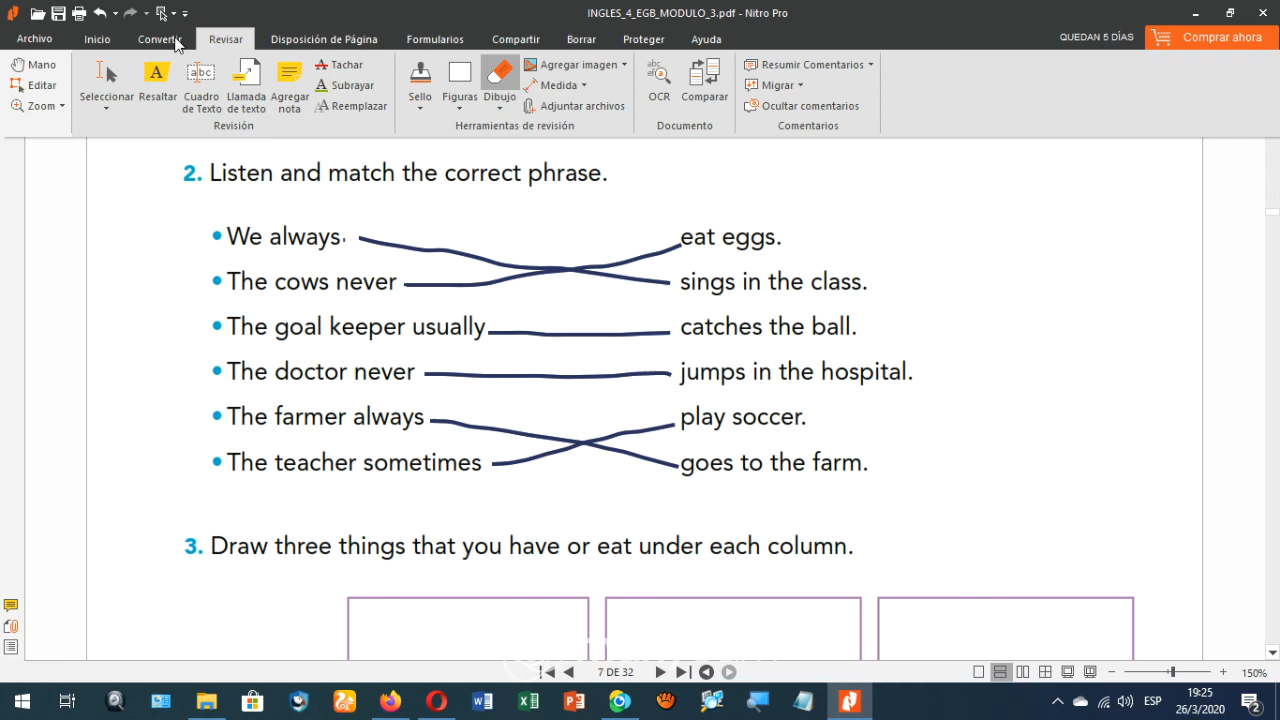 INGLES_4_EGB_MODULO_3.pdf - Nitro Pro
Archivo Inicio Convertir Revisar Disposición de Página Formularios Compartir Borrar Proteger Ayuda QUEDAN 5 DÍAS Comprar ahora
Mano
Editar
Zoom
Seleccionar
Resaltar
Cuadro de Texto
Llamada de texto
Agregar nota
Tachar
Subrayar
Reemplazar
Revisión
Sello
Figuras
Dibujo
Agregar imagen
Medida
Adjuntar archivos
Herramientas de revisión
OCR
Comparar
Documento
Resumir Comentarios
Migrar
Ocultar comentarios
Comentarios
2. Listen and match the correct phrase.
• We always eat eggs.
• The cows never sings in the class.
• The goal keeper usually catches the ball.
• The doctor never jumps in the hospital.
• The farmer always play soccer.
• The teacher sometimes goes to the farm.
3. Draw three things that you have or eat under each column.
7 DE 32
150%
ESP
19:25
26/3/2020
2